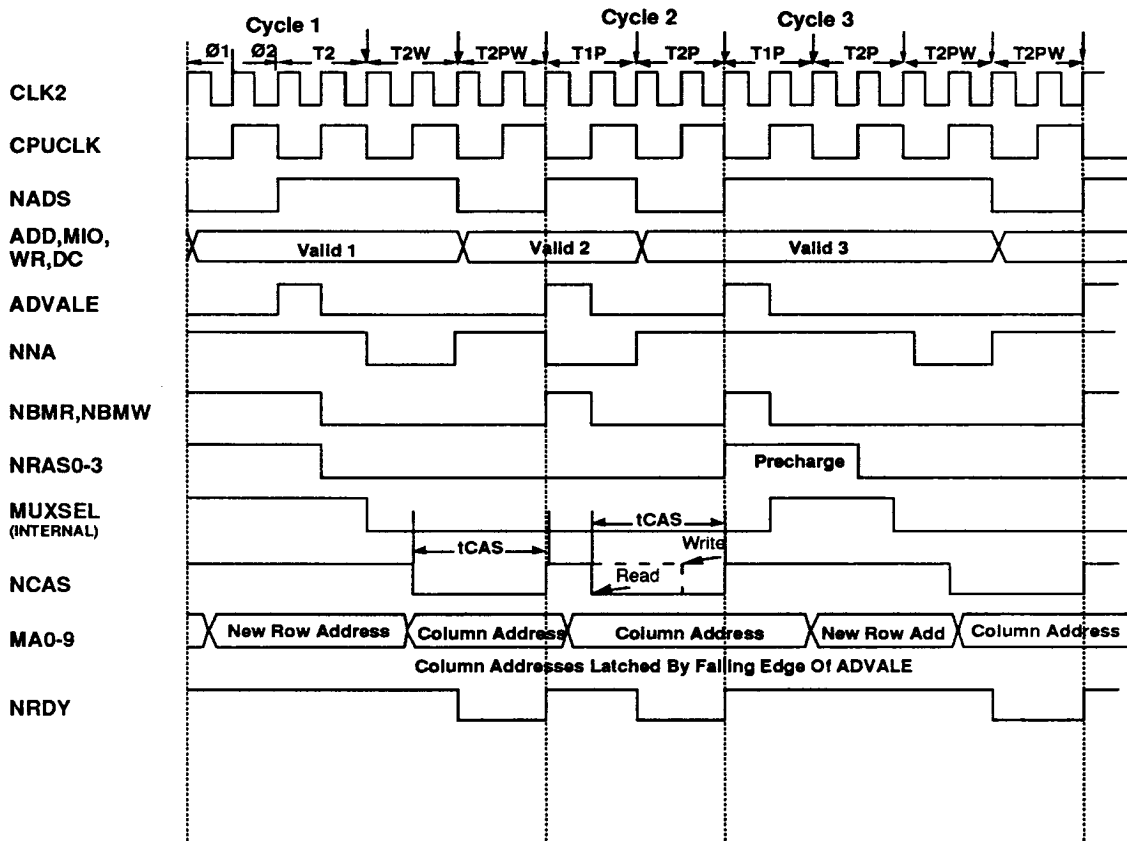 Cycle 1 Cycle 2 Cycle 3
Ø1 Ø2 T2 T2W T2PW T1P T2P T1P T2P T2PW T2PW
CLK2
CPUCLK
NADS
ADD,MIO,
WR,DC
Valid 1 Valid 2 Valid 3
ADVALE
NNA
NBMR,NBMW
NRAS0-3
Precharge
MUXSEL
(INTERNAL)
tCAS
Write
tCAS
Read
NCAS
MA0-9
New Row Address Column Address Column Address New Row Add Column Address
Column Addresses Latched By Falling Edge Of ADVALE
NRDY